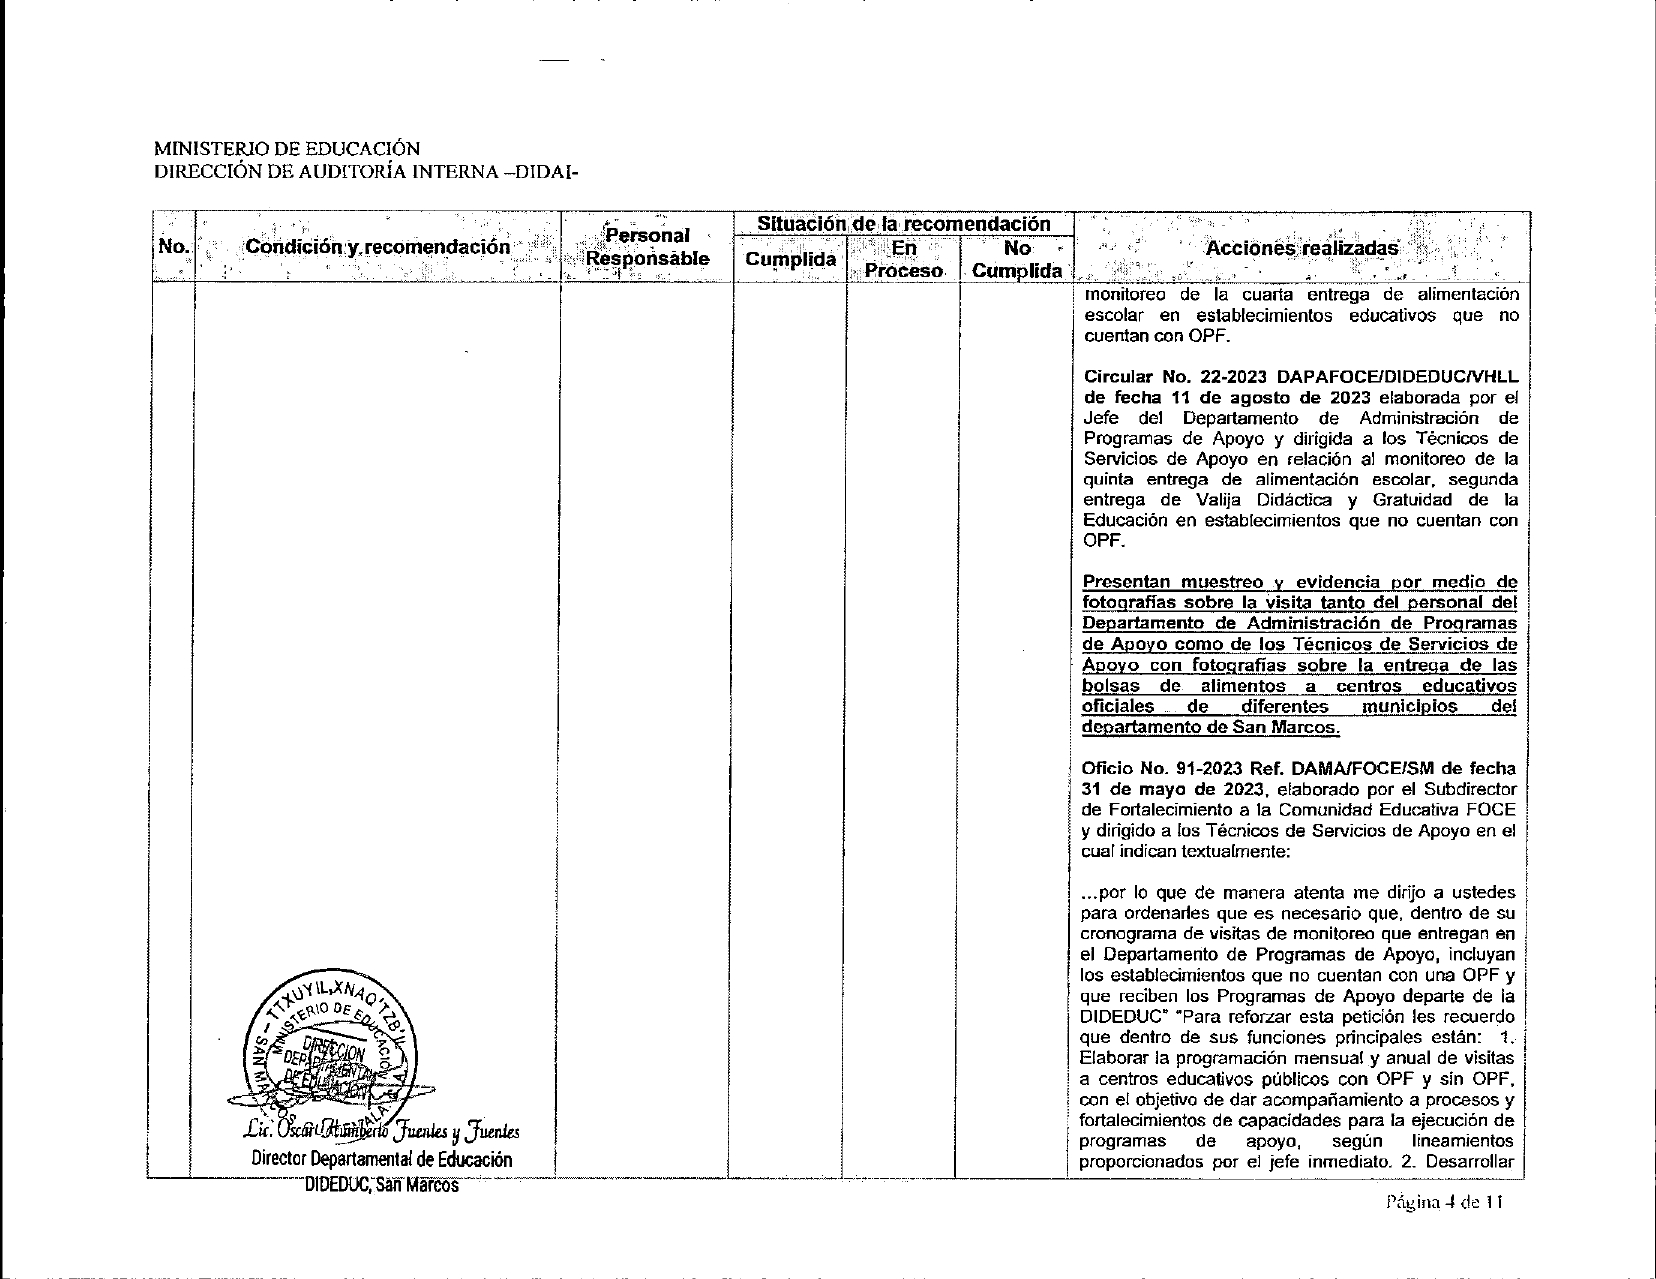 MINISTERIO DE EDUCACIÓN
DIRECCIÓN DE AUDITORÍA INTERNA –DIDAI-
No.
Condición y recomendación
Personal
Responsable
Situación de la recomendación
Cumplida
En
Proceso
No
Cumplida
Acciones realizadas
monitoreo de la cuarta entrega de alimentación
escolar en establecimientos educativos que no
cuentan con OPF.
Circular No. 22-2023 DAPAFOCE/DIDEDUC/VHLL
de fecha 11 de agosto de 2023 elaborada por el
Jefe del Departamento de Administración de
Programas de Apoyo y dirigida a los Técnicos de
Servicios de Apoyo en relación al monitoreo de la
quinta entrega de alimentación escolar, segunda
entrega de Valija Didáctica y Gratuidad de la
Educación en establecimientos que no cuentan con
OPF.
Presentan muestreo y evidencia por medio de
fotografías sobre la visita tanto del personal del
Departamento de Administración de Programas
de Apoyo como de los Técnicos de Servicios de
Apoyo con fotografías sobre la entrega de las
bolsas de alimentos a centros educativos
oficiales de diferentes municipios del
departamento de San Marcos.
Oficio No. 91-2023 Ref. DAMA/FOCE/SM de fecha
31 de mayo de 2023, elaborado por el Subdirector
de Fortalecimiento a la Comunidad Educativa FOCE
y dirigido a los Técnicos de Servicios de Apoyo en el
cual indican textualmente:
...por lo que de manera atenta me dirijo a ustedes
para ordenarles que es necesario que, dentro de su
cronograma de visitas de monitoreo que entregan en
el Departamento de Programas de Apoyo, incluyan
los establecimientos que no cuentan con una OPF y
que reciben los Programas de Apoyo departe de la
DIDEDUC" "Para reforzar esta petición les recuerdo
que dentro de sus funciones principales están: 1.
Elaborar la programación mensual y anual de visitas
a centros educativos públicos con OPF y sin OPF,
con el objetivo de dar acompañamiento a procesos y
fortalecimientos de capacidades para la ejecución de
programas de apoyo, según lineamientos
proporcionados por el jefe inmediato. 2. Desarrollar
MINISTERIO DE EDUCACION
DIRECCION
DEPARTAMENTAL
DE EDUCACION
SAN MARCOS
Lic. Oscar Humberto Fuentes y Fuentes
Director Departamental de Educación
DIDEDUC, San Marcos
Página 4 de 11